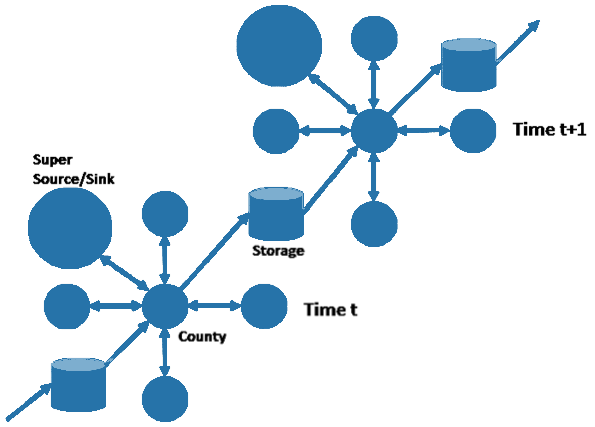 Time t+1
Super
Source/Sink
Storage
Time t
County